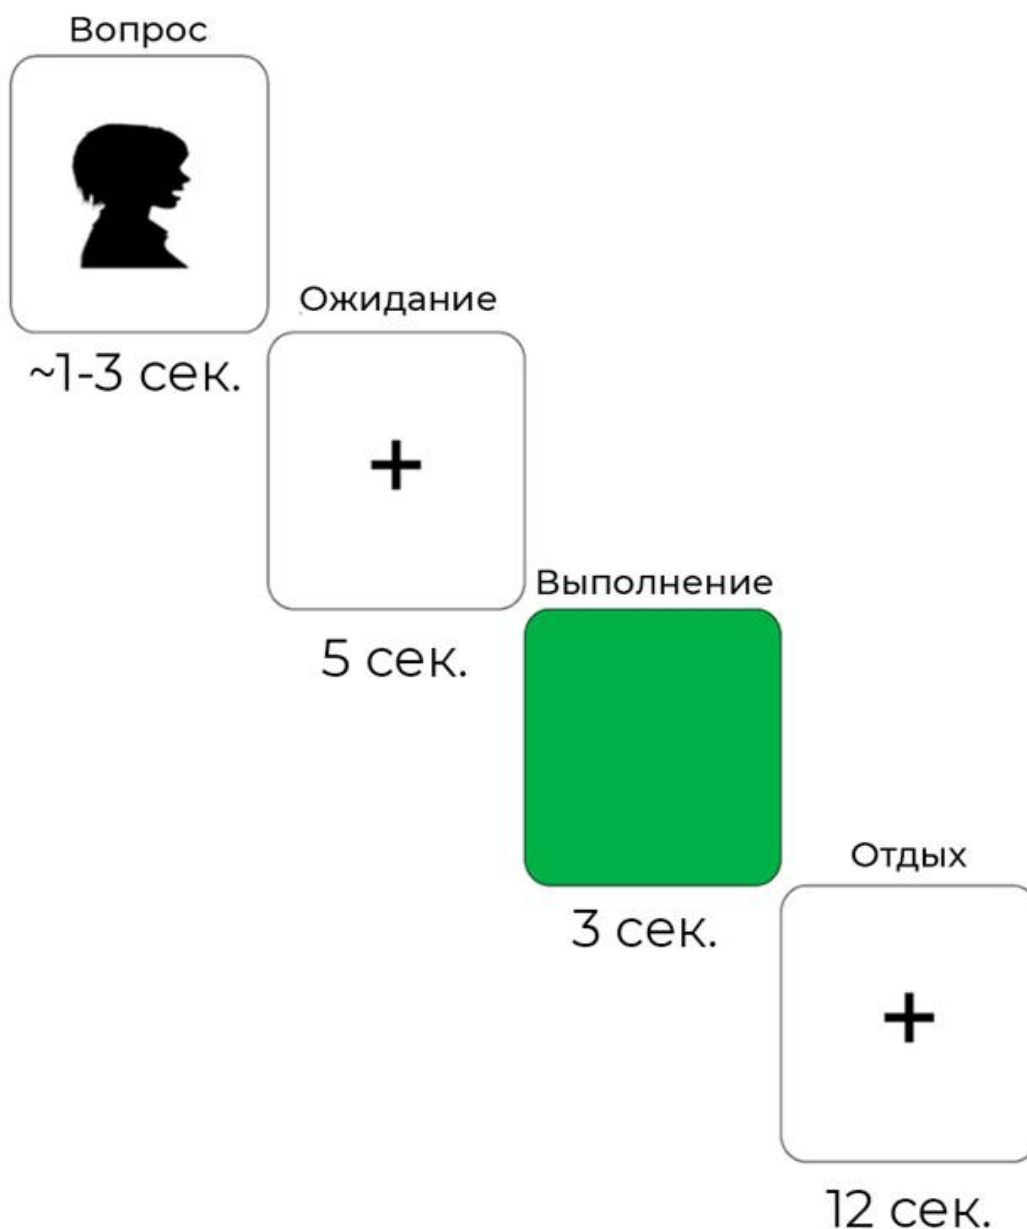 Вопрос
~1-3 сек.
Ожидание
5 сек.
Выполнение
3 сек.
Отдых
12 сек.